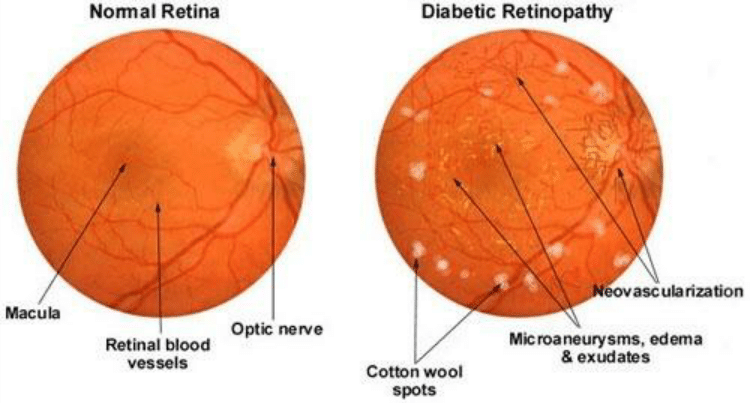 Normal Retina
Diabetic Retinopathy
Macula
Retinal blood
vessels
Optic nerve
Cotton wool
spots
Microaneurysms, edema
& exudates
Neovascularization